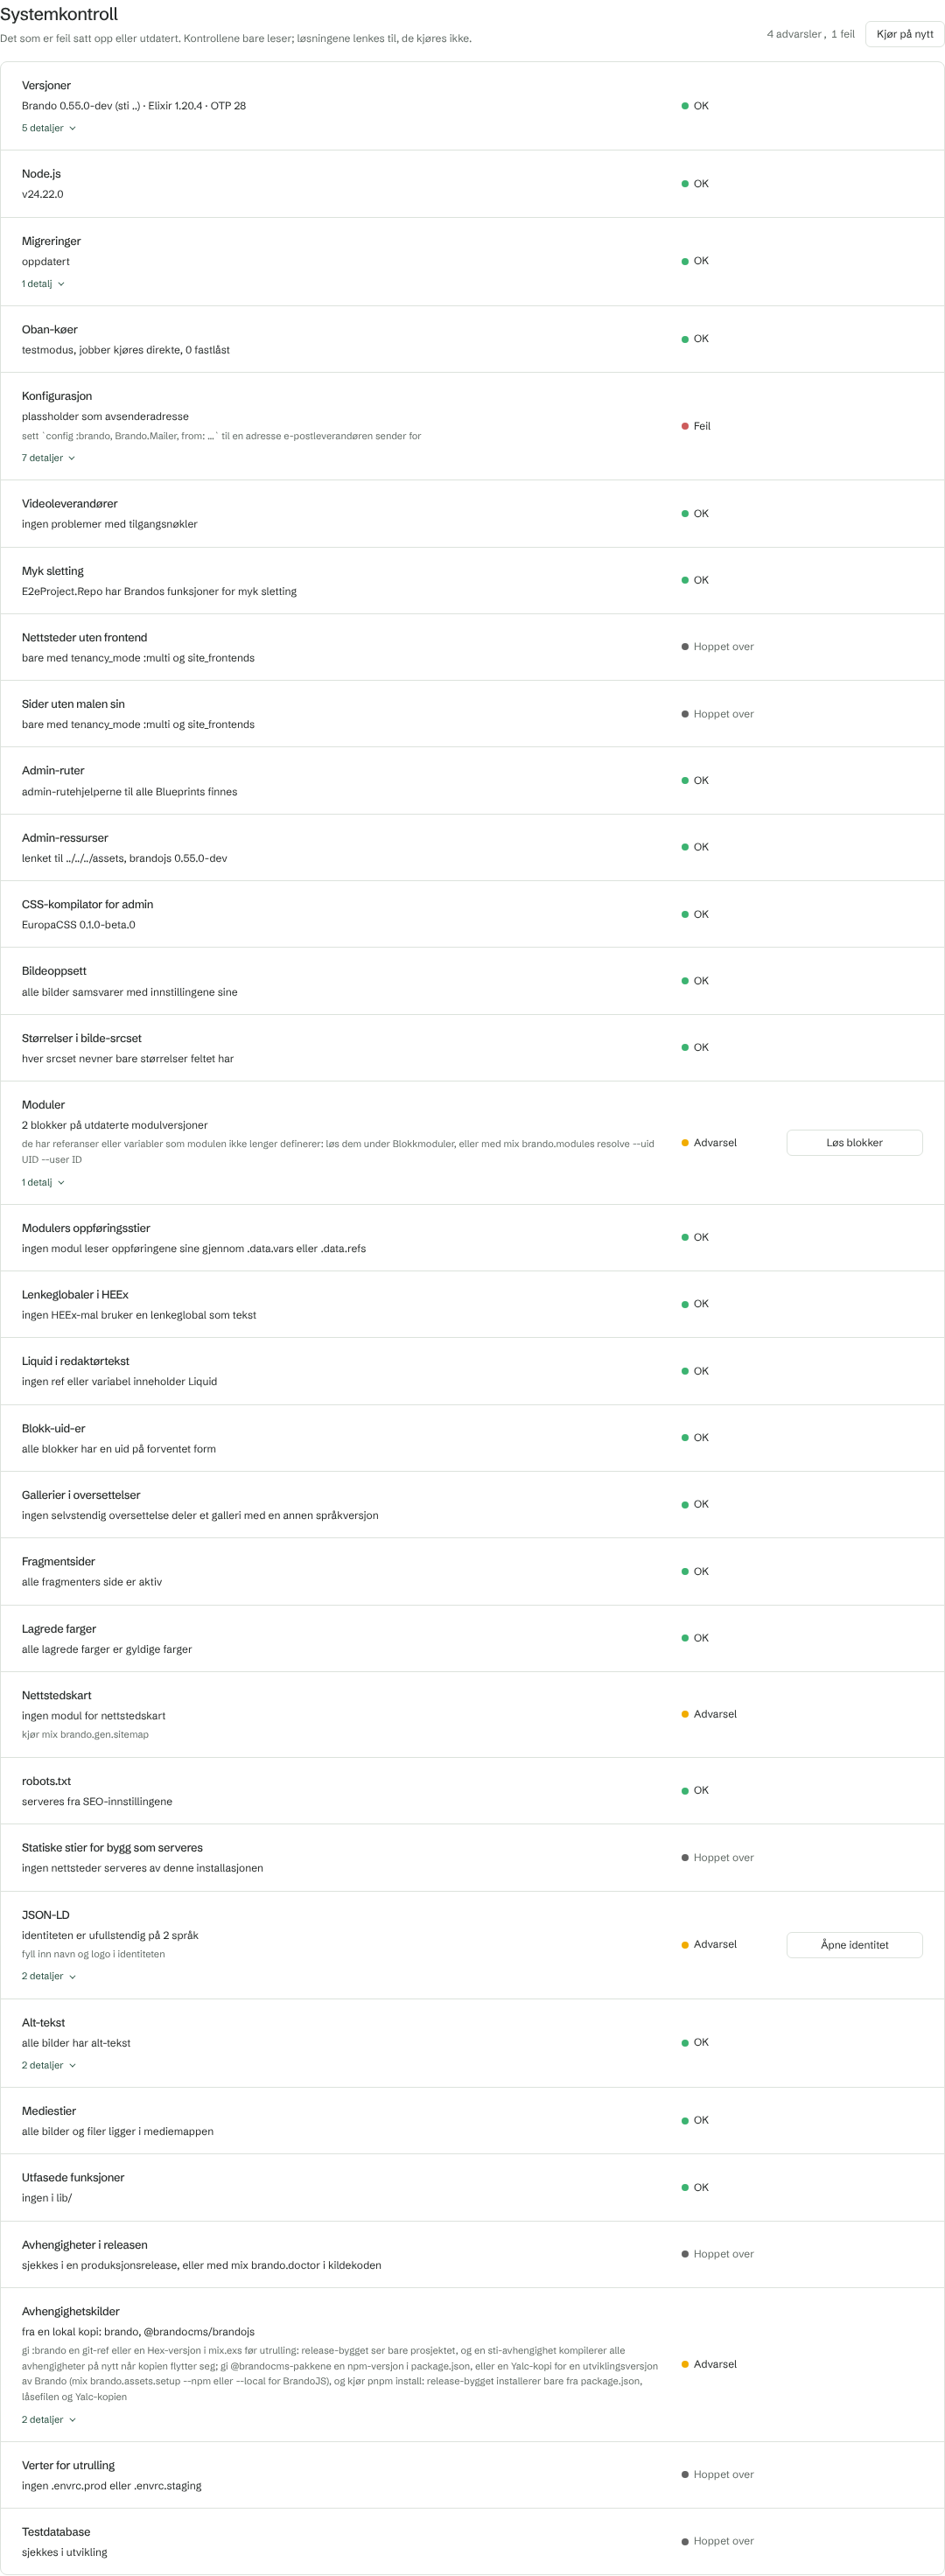 Systemkontroll
Det som er feil satt opp eller utdatert. Kontrollene bare leser; løsningene lenkes til, de kjøres ikke.
4 advarsler, 1 feil
Kjør på nytt
Versjoner
Brando 0.55.0-dev (sti ..) · Elixir 1.20.4 · OTP 28
5 detaljer
OK
Node.js
v24.22.0
OK
Migreringer
oppdatert
1 detalj
OK
Oban-køer
testmodus, jobber kjøres direkte, 0 fastlåst
OK
Konfigurasjon
plassholder som avsenderadresse
sett `config :brando, Brando.Mailer, from: …` til en adresse e-postleverandøren sender for
7 detaljer
Feil
Videoleverandører
ingen problemer med tilgangsnøkler
OK
Myk sletting
E2eProject.Repo har Brandos funksjoner for myk sletting
OK
Nettsteder uten frontend
bare med tenancy_mode :multi og site_frontends
Hoppet over
Sider uten malen sin
bare med tenancy_mode :multi og site_frontends
Hoppet over
Admin-ruter
admin-rutehjelperne til alle Blueprints finnes
OK
Admin-ressurser
lenket til ../../../assets, brandojs 0.55.0-dev
OK
CSS-kompilator for admin
EuropaCSS 0.1.0-beta.0
OK
Bildeoppsett
alle bilder samsvarer med innstillingene sine
OK
Størrelser i bilde-srcset
hver srcset nevner bare størrelser feltet har
OK
Moduler
2 blokker på utdaterte modulversjoner
de har referanser eller variabler som modulen ikke lenger definerer: løs dem under Blokkmoduler, eller med mix brando.modules resolve --uid
UID --user ID
1 detalj
Advarsel
Løs blokker
Modulers oppføringsstier
ingen modul leser oppføringene sine gjennom .data.vars eller .data.refs
OK
Lenkeglobaler i HEEx
ingen HEEx-mal bruker en lenkeglobal som tekst
OK
Liquid i redaktørtekst
ingen ref eller variabel inneholder Liquid
OK
Blokk-uid-er
alle blokker har en uid på forventet form
OK
Gallerier i oversettelser
ingen selvstendig oversettelse deler et galleri med en annen språkversjon
OK
Fragmentsider
alle fragmenters side er aktiv
OK
Lagrede farger
alle lagrede farger er gyldige farger
OK
Nettstedskart
ingen modul for nettstedskart
kjør mix brando.gen.sitemap
Advarsel
robots.txt
serveres fra SEO-innstillingene
OK
Statiske stier for bygg som serveres
ingen nettsteder serveres av denne installasjonen
Hoppet over
JSON-LD
identiteten er ufullstendig på 2 språk
fyll inn navn og logo i identiteten
2 detaljer
Advarsel
Åpne identitet
Alt-tekst
alle bilder har alt-tekst
2 detaljer
OK
Mediestier
alle bilder og filer ligger i mediemappen
OK
Utfasede funksjoner
ingen i lib/
OK
Avhengigheter i releasen
sjekkes i en produksjonsrelease, eller med mix brando.doctor i kildekoden
Hoppet over
Avhengighetskilder
fra en lokal kopi: brando, @brandocms/brandojs
gi :brando en git-ref eller en Hex-versjon i mix.exs før utrulling: release-bygget ser bare prosjektet, og en sti-avhengighet kompilerer alle
avhengigheter på nytt når kopien flytter seg; gi @brandocms-pakkene en npm-versjon i package.json, eller en Yalc-kopi for en utviklingsversjon
av Brando (mix brando.assets.setup --npm eller --local for BrandoJS), og kjør pnpm install: release-bygget installerer bare fra package.json,
låsefilen og Yalc-kopien
2 detaljer
Advarsel
Verter for utrulling
ingen .envrc.prod eller .envrc.staging
Hoppet over
Testdatabase
sjekkes i utvikling
Hoppet over